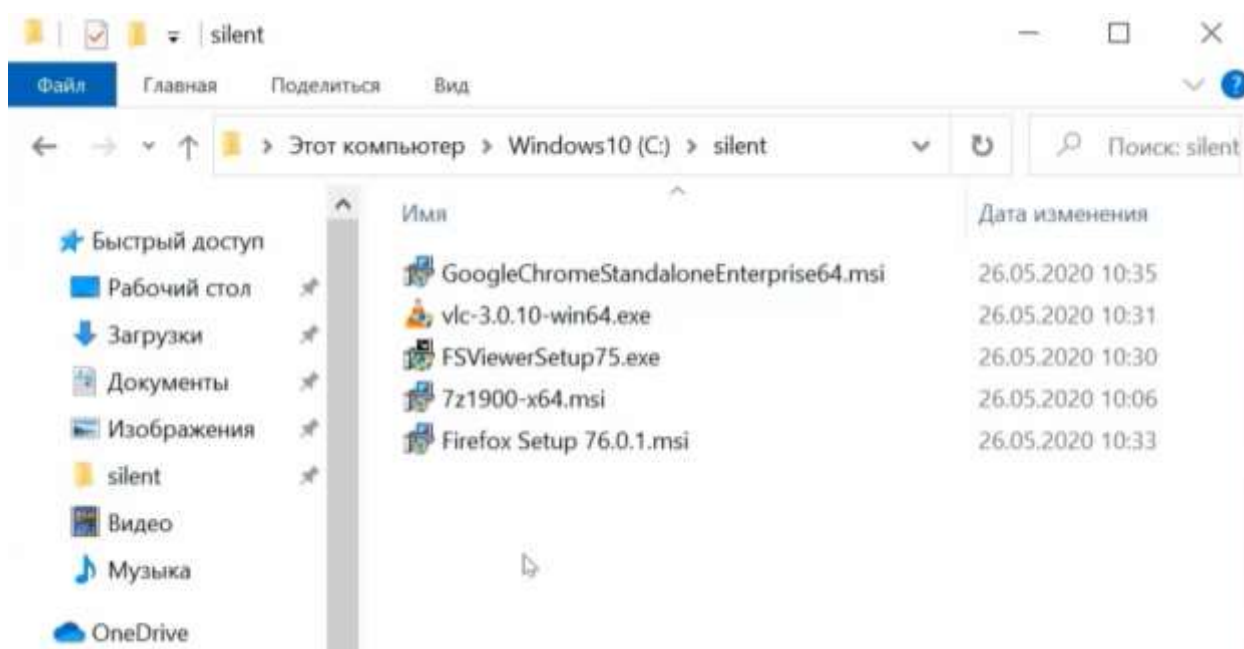 silent
Файл Главная Поделиться Вид
Этот компьютер > Windows10 (C:) > silent Поиск: silent
Имя Дата изменения
Быстрый доступ
Рабочий стол
Загрузки
Документы
Изображения
silent
Видео
Музыка
OneDrive
GoogleChromeStandaloneEnterprise64.msi 26.05.2020 10:35
vlc-3.0.10-win64.exe 26.05.2020 10:31
FSViewerSetup75.exe 26.05.2020 10:30
7z1900-x64.msi 26.05.2020 10:06
Firefox Setup 76.0.1.msi 26.05.2020 10:33